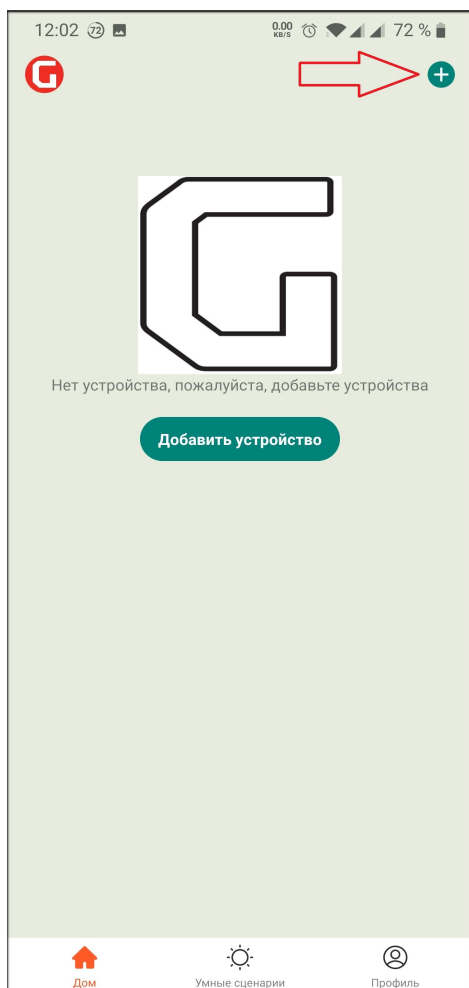 12:02 72 0.00 KB/S 72 %
G
G
Нет устройства, пожалуйста, добавьте устройства
Добавить устройство
Дом Умные сценарии Профиль